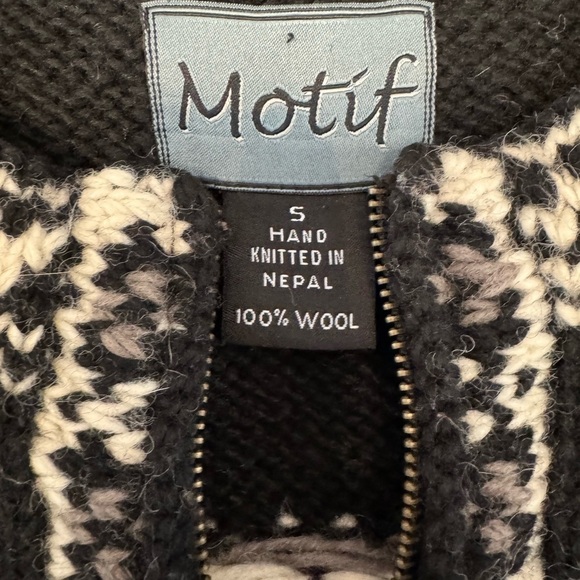 Motif
S
HAND
KNITTED IN
NEPAL
100% WOOL